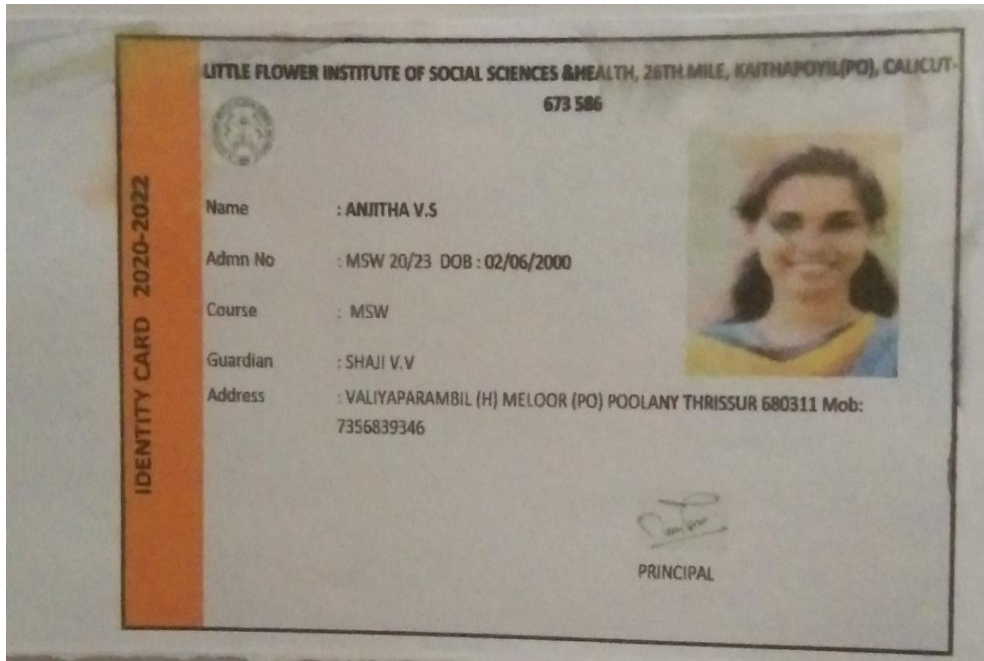 LITTLE FLOWER INSTITUTE OF SOCIAL SCIENCES &HEALTH, 26TH MILE, KAITHAPOYIL(PO), CALICUT-
673 586
IDENTITY CARD 2020-2022
Name : ANJITHA V.S
Admn No : MSW 20/23 DOB : 02/06/2000
Course : MSW
Guardian : SHAJI V.V
Address : VALIYAPARAMBIL (H) MELOOR (PO) POOLANY THRISSUR 680311 Mob:
7356839346
PRINCIPAL